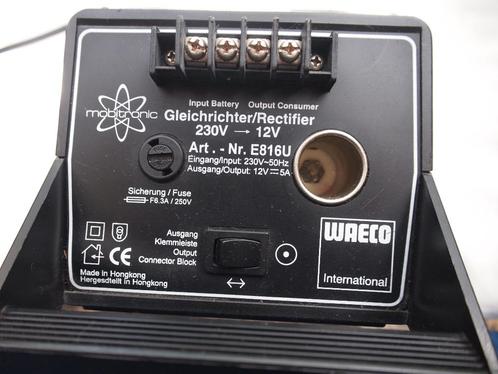 Input Battery Output Consumer
mobitronic
Gleichrichter/Rectifier
230V → 12V
Art. - Nr. E816U
Eingang/Input: 230V~50Hz
Ausgang/Output: 12V⎓5A
Sicherung / Fuse
F6.3A / 250V
Ausgang
Klemmleiste
Output
Connector Block
CE
Made in Hongkong
Hergesdteilt in Hongkong
WAECO
International